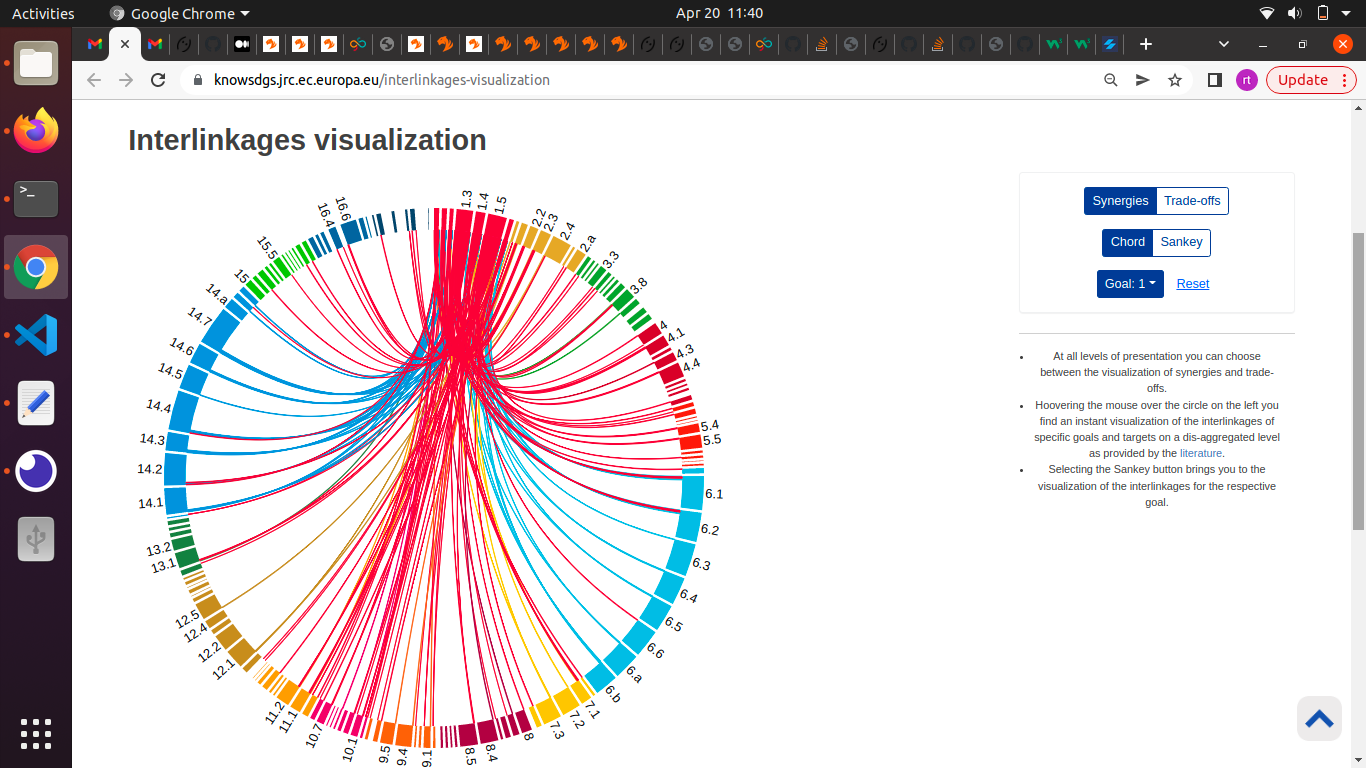 Activities
Google Chrome
Apr 20 11:40
knowsdgs.jrc.ec.europa.eu/interlinkages-visualization
Update
Interlinkages visualization
Synergies
Trade-offs
Chord
Sankey
Goal: 1
Reset
At all levels of presentation you can choose
between the visualization of synergies and trade-
offs.
Hoovering the mouse over the circle on the left you
find an instant visualization of the interlinkages of
specific goals and targets on a dis-aggregated level
as provided by the literature.
Selecting the Sankey button brings you to the
visualization of the interlinkages for the respective
goal.
1.3
1.4
1.5
2.2
2.3
2.4
2.a
3.3
3.8
4
4.1
4.3
4.4
5.4
5.5
6.1
6.2
6.3
6.4
6.5
6.6
6.a
6.b
7.1
7.2
7.3
8
8.4
8.5
9.1
9.4
9.5
10.1
10.7
11.1
11.2
12.1
12.2
12.4
12.5
13.1
13.2
14.1
14.2
14.3
14.4
14.5
14.6
14.7
14.a
15
15.5
16.4
16.6
rt
>_